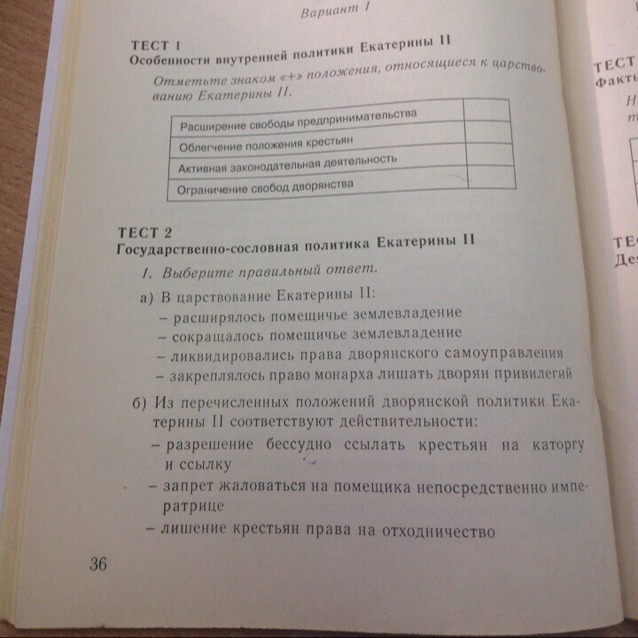 Вариант 1
ТЕСТ 1
Особенности внутренней политики Екатерины II
Отметьте знаком «+» положения, относящиеся к царство-
ванию Екатерины II.
Расширение свободы предпринимательства
Облегчение положения крестьян
Активная законодательная деятельность
Ограничение свобод дворянства
ТЕСТ 2
Государственно-сословная политика Екатерины II
1. Выберите правильный ответ.
а) В царствование Екатерины II:
– расширялось помещичье землевладение
– сокращалось помещичье землевладение
– ликвидировались права дворянского самоуправления
– закреплялось право монарха лишать дворян привилегий
б) Из перечисленных положений дворянской политики Ека-
терины II соответствуют действительности:
– разрешение бессудно ссылать крестьян на каторгу
и ссылку
– запрет жаловаться на помещика непосредственно импе-
ратрице
– лишение крестьян права на отходничество
36
ТЕСТ